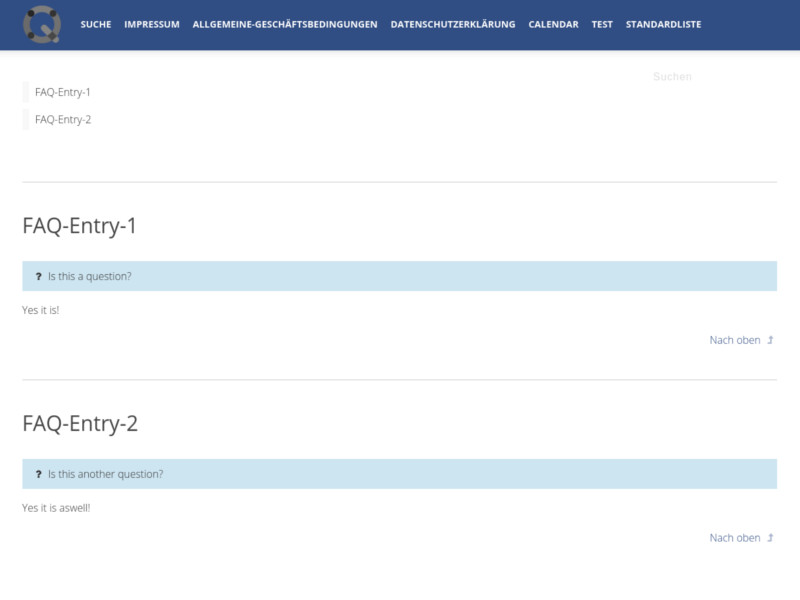 SUCHE IMPRESSUM ALLGEMEINE-GESCHÄFTSBEDINGUNGEN DATENSCHUTZERKLÄRUNG CALENDAR TEST STANDARDLISTE
Suchen
FAQ-Entry-1
FAQ-Entry-2
FAQ-Entry-1
? Is this a question?
Yes it is!
Nach oben ⤴
FAQ-Entry-2
? Is this another question?
Yes it is aswell!
Nach oben ⤴